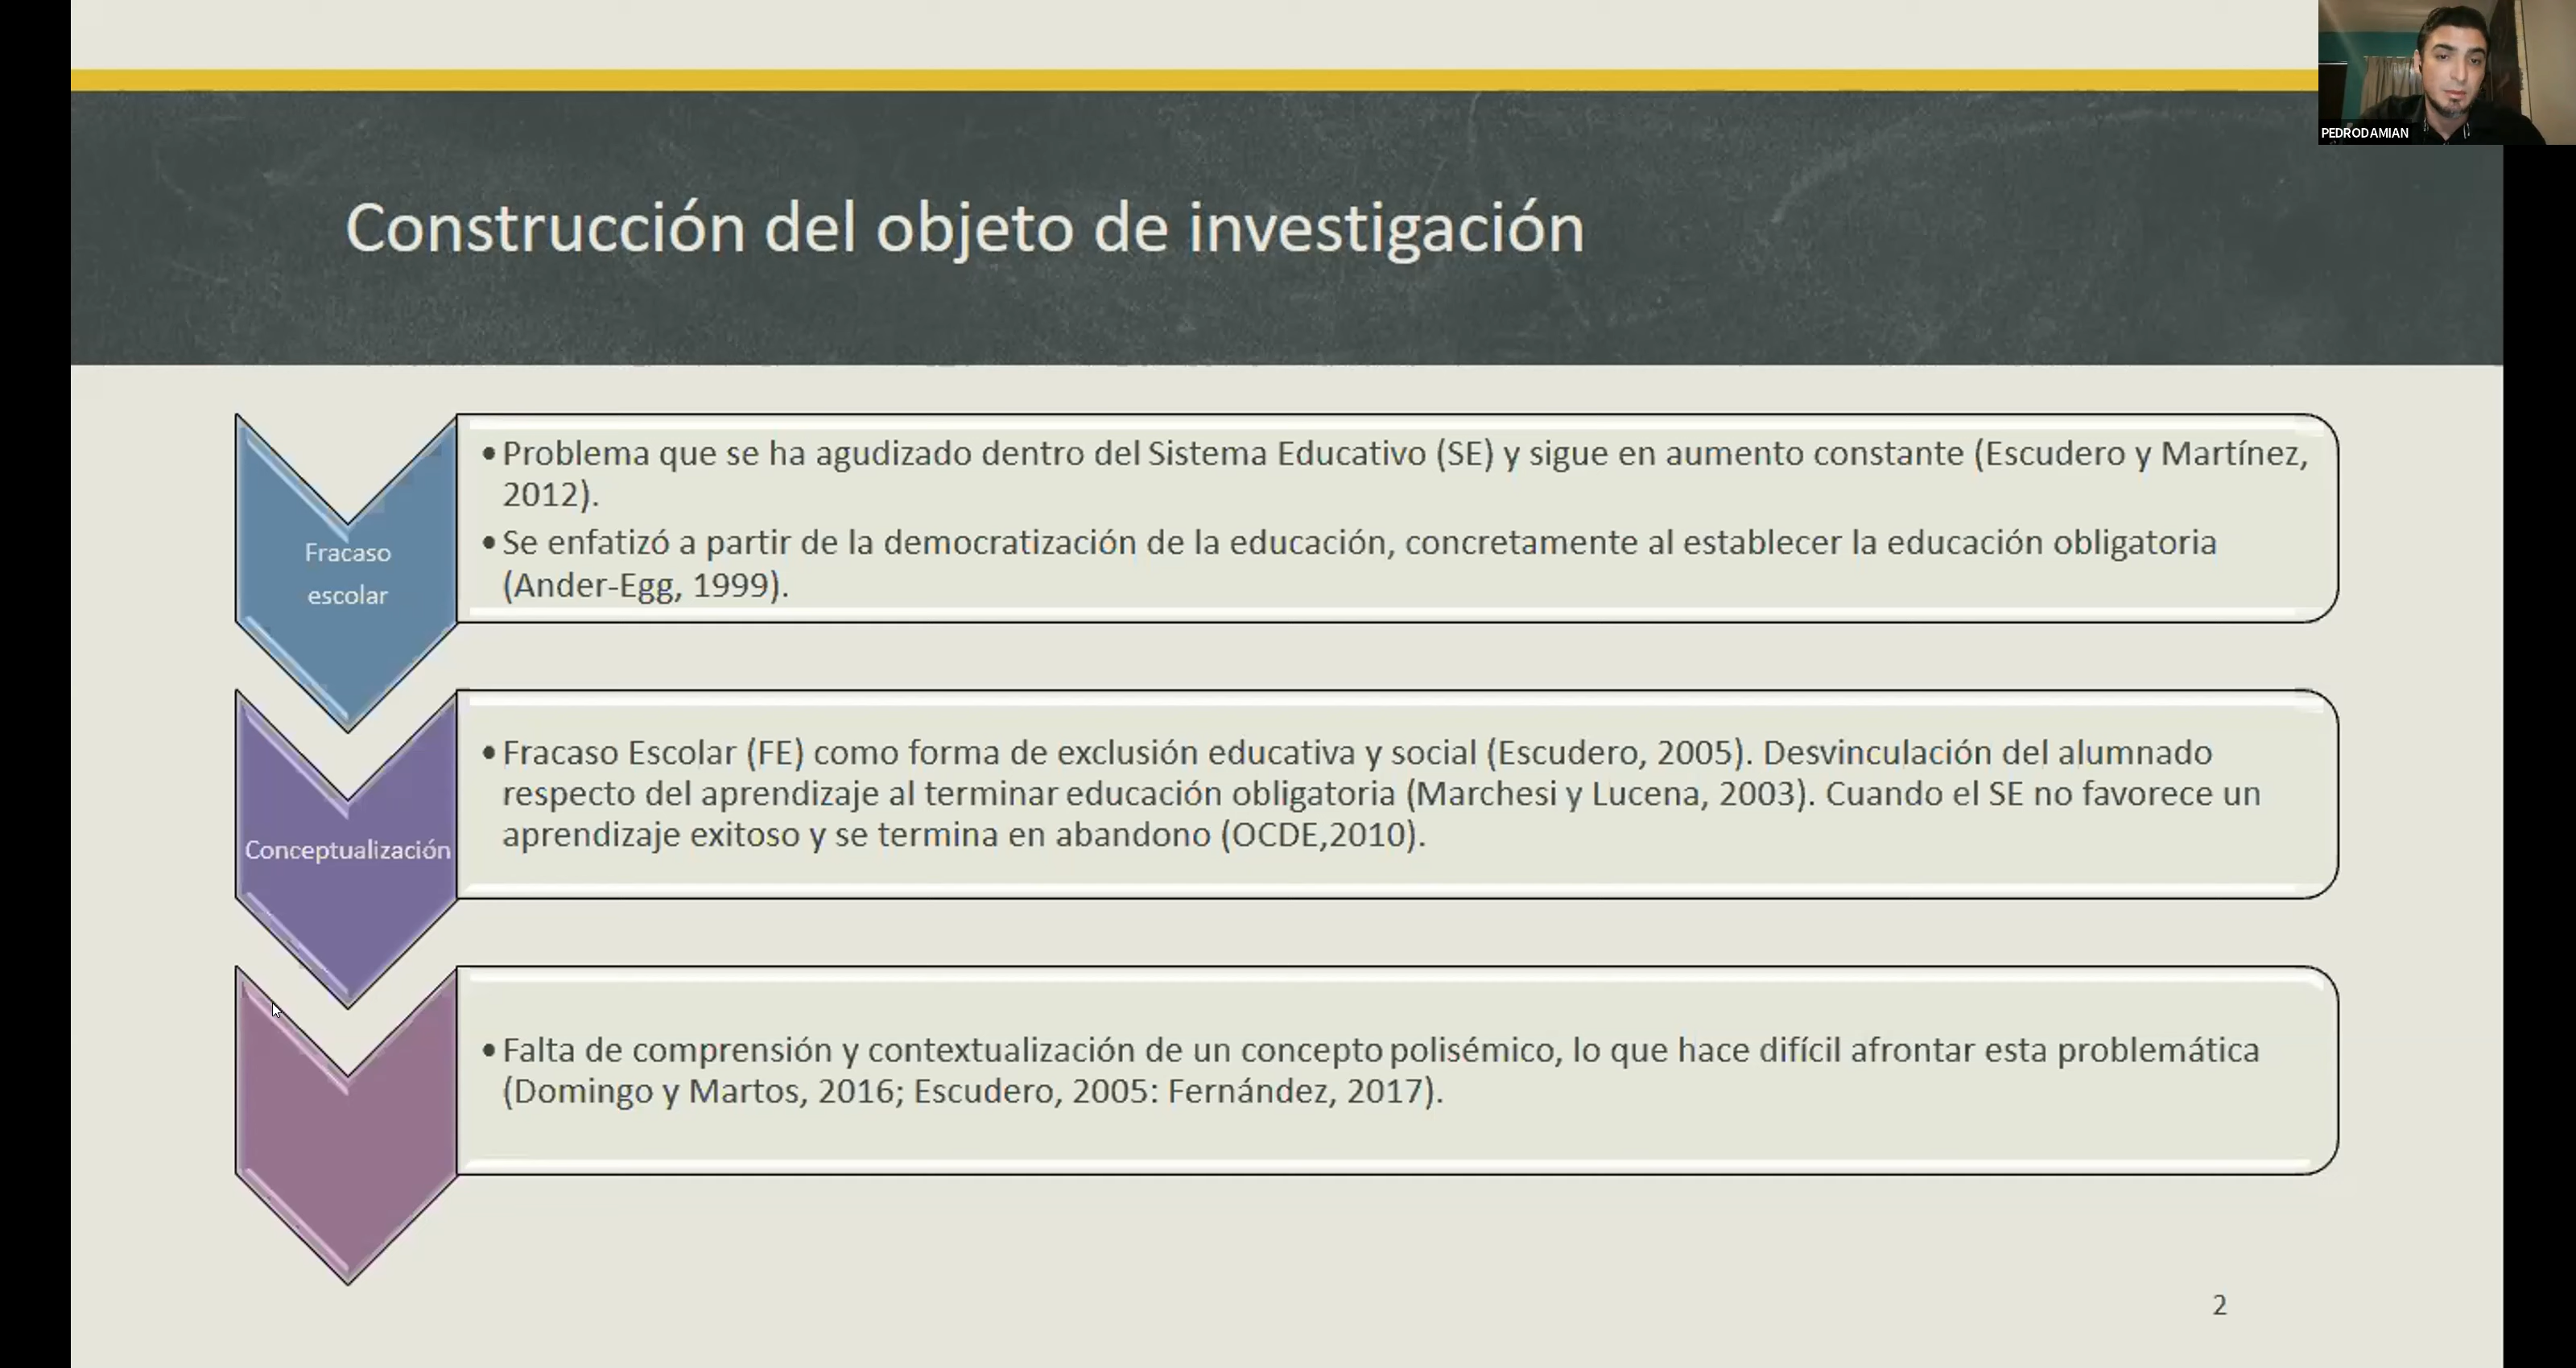 PEDRODAMIAN
Construcción del objeto de investigación
Fracaso
escolar
•Problema que se ha agudizado dentro del Sistema Educativo (SE) y sigue en aumento constante (Escudero y Martínez,
2012).
•Se enfatizó a partir de la democratización de la educación, concretamente al establecer la educación obligatoria
(Ander-Egg, 1999).
Conceptualización
•Fracaso Escolar (FE) como forma de exclusión educativa y social (Escudero, 2005). Desvinculación del alumnado
respecto del aprendizaje al terminar educación obligatoria (Marchesi y Lucena, 2003). Cuando el SE no favorece un
aprendizaje exitoso y se termina en abandono (OCDE,2010).
•Falta de comprensión y contextualización de un concepto polisémico, lo que hace difícil afrontar esta problemática
(Domingo y Martos, 2016; Escudero, 2005: Fernández, 2017).
2